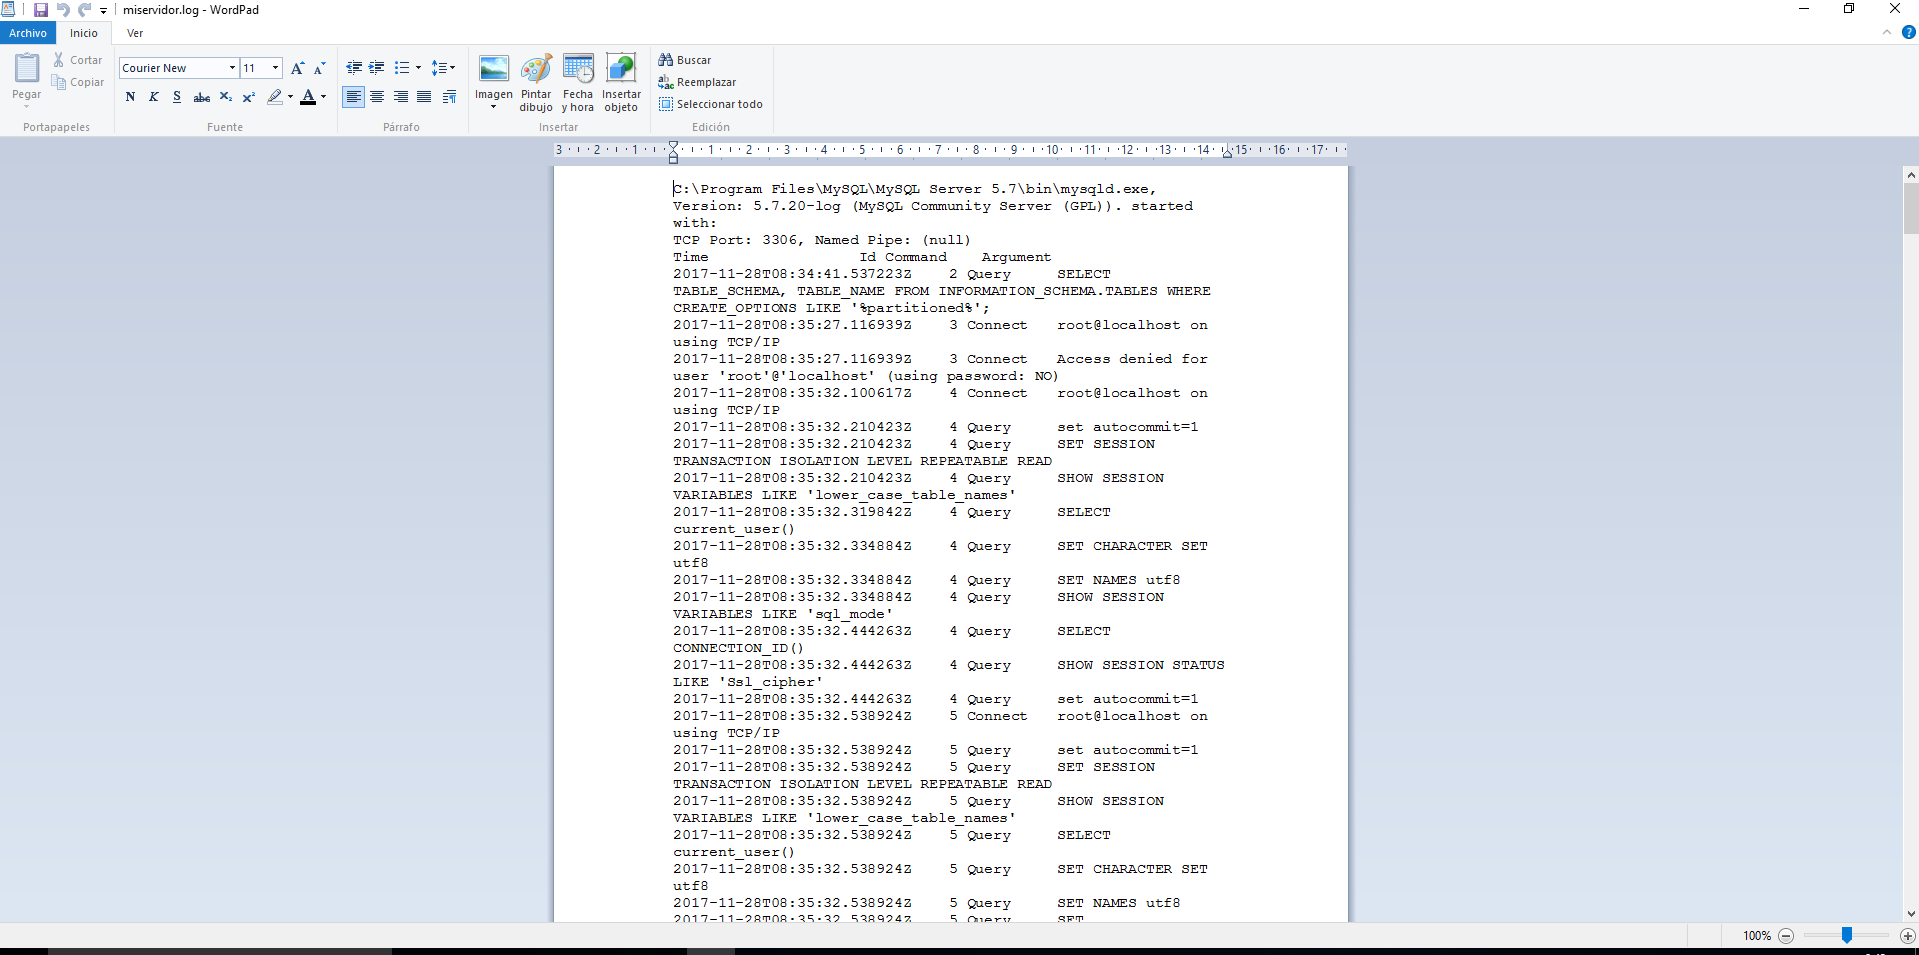 miservidor.log - WordPad
Archivo Inicio Ver
Pegar
Cortar
Copiar
Portapapeles
Courier New 11
N K S abc X₂ X²
Fuente
Párrafo
Imagen
Pintar dibujo
Fecha y hora
Insertar objeto
Insertar
Buscar
Reemplazar
Seleccionar todo
Edición
3 2 1 1 2 3 4 5 6 7 8 9 10 11 12 13 14 15 16 17
C:\Program Files\MySQL\MySQL Server 5.7\bin\mysqld.exe,
Version: 5.7.20-log (MySQL Community Server (GPL)). started
with:
TCP Port: 3306, Named Pipe: (null)
Time Id Command Argument
2017-11-28T08:34:41.537223Z 2 Query SELECT
TABLE_SCHEMA, TABLE_NAME FROM INFORMATION_SCHEMA.TABLES WHERE
CREATE_OPTIONS LIKE '%partitioned%';
2017-11-28T08:35:27.116939Z 3 Connect root@localhost on
using TCP/IP
2017-11-28T08:35:27.116939Z 3 Connect Access denied for
user 'root'@'localhost' (using password: NO)
2017-11-28T08:35:32.100617Z 4 Connect root@localhost on
using TCP/IP
2017-11-28T08:35:32.210423Z 4 Query set autocommit=1
2017-11-28T08:35:32.210423Z 4 Query SET SESSION
TRANSACTION ISOLATION LEVEL REPEATABLE READ
2017-11-28T08:35:32.210423Z 4 Query SHOW SESSION
VARIABLES LIKE 'lower_case_table_names'
2017-11-28T08:35:32.319842Z 4 Query SELECT
current_user()
2017-11-28T08:35:32.334884Z 4 Query SET CHARACTER SET
utf8
2017-11-28T08:35:32.334884Z 4 Query SET NAMES utf8
2017-11-28T08:35:32.334884Z 4 Query SHOW SESSION
VARIABLES LIKE 'sql_mode'
2017-11-28T08:35:32.444263Z 4 Query SELECT
CONNECTION_ID()
2017-11-28T08:35:32.444263Z 4 Query SHOW SESSION STATUS
LIKE 'Ssl_cipher'
2017-11-28T08:35:32.444263Z 4 Query set autocommit=1
2017-11-28T08:35:32.538924Z 5 Connect root@localhost on
using TCP/IP
2017-11-28T08:35:32.538924Z 5 Query set autocommit=1
2017-11-28T08:35:32.538924Z 5 Query SET SESSION
TRANSACTION ISOLATION LEVEL REPEATABLE READ
2017-11-28T08:35:32.538924Z 5 Query SHOW SESSION
VARIABLES LIKE 'lower_case_table_names'
2017-11-28T08:35:32.538924Z 5 Query SELECT
current_user()
2017-11-28T08:35:32.538924Z 5 Query SET CHARACTER SET
utf8
2017-11-28T08:35:32.538924Z 5 Query SET NAMES utf8
2017-11-28T08:35:32.538924Z 5 Query SET
100%